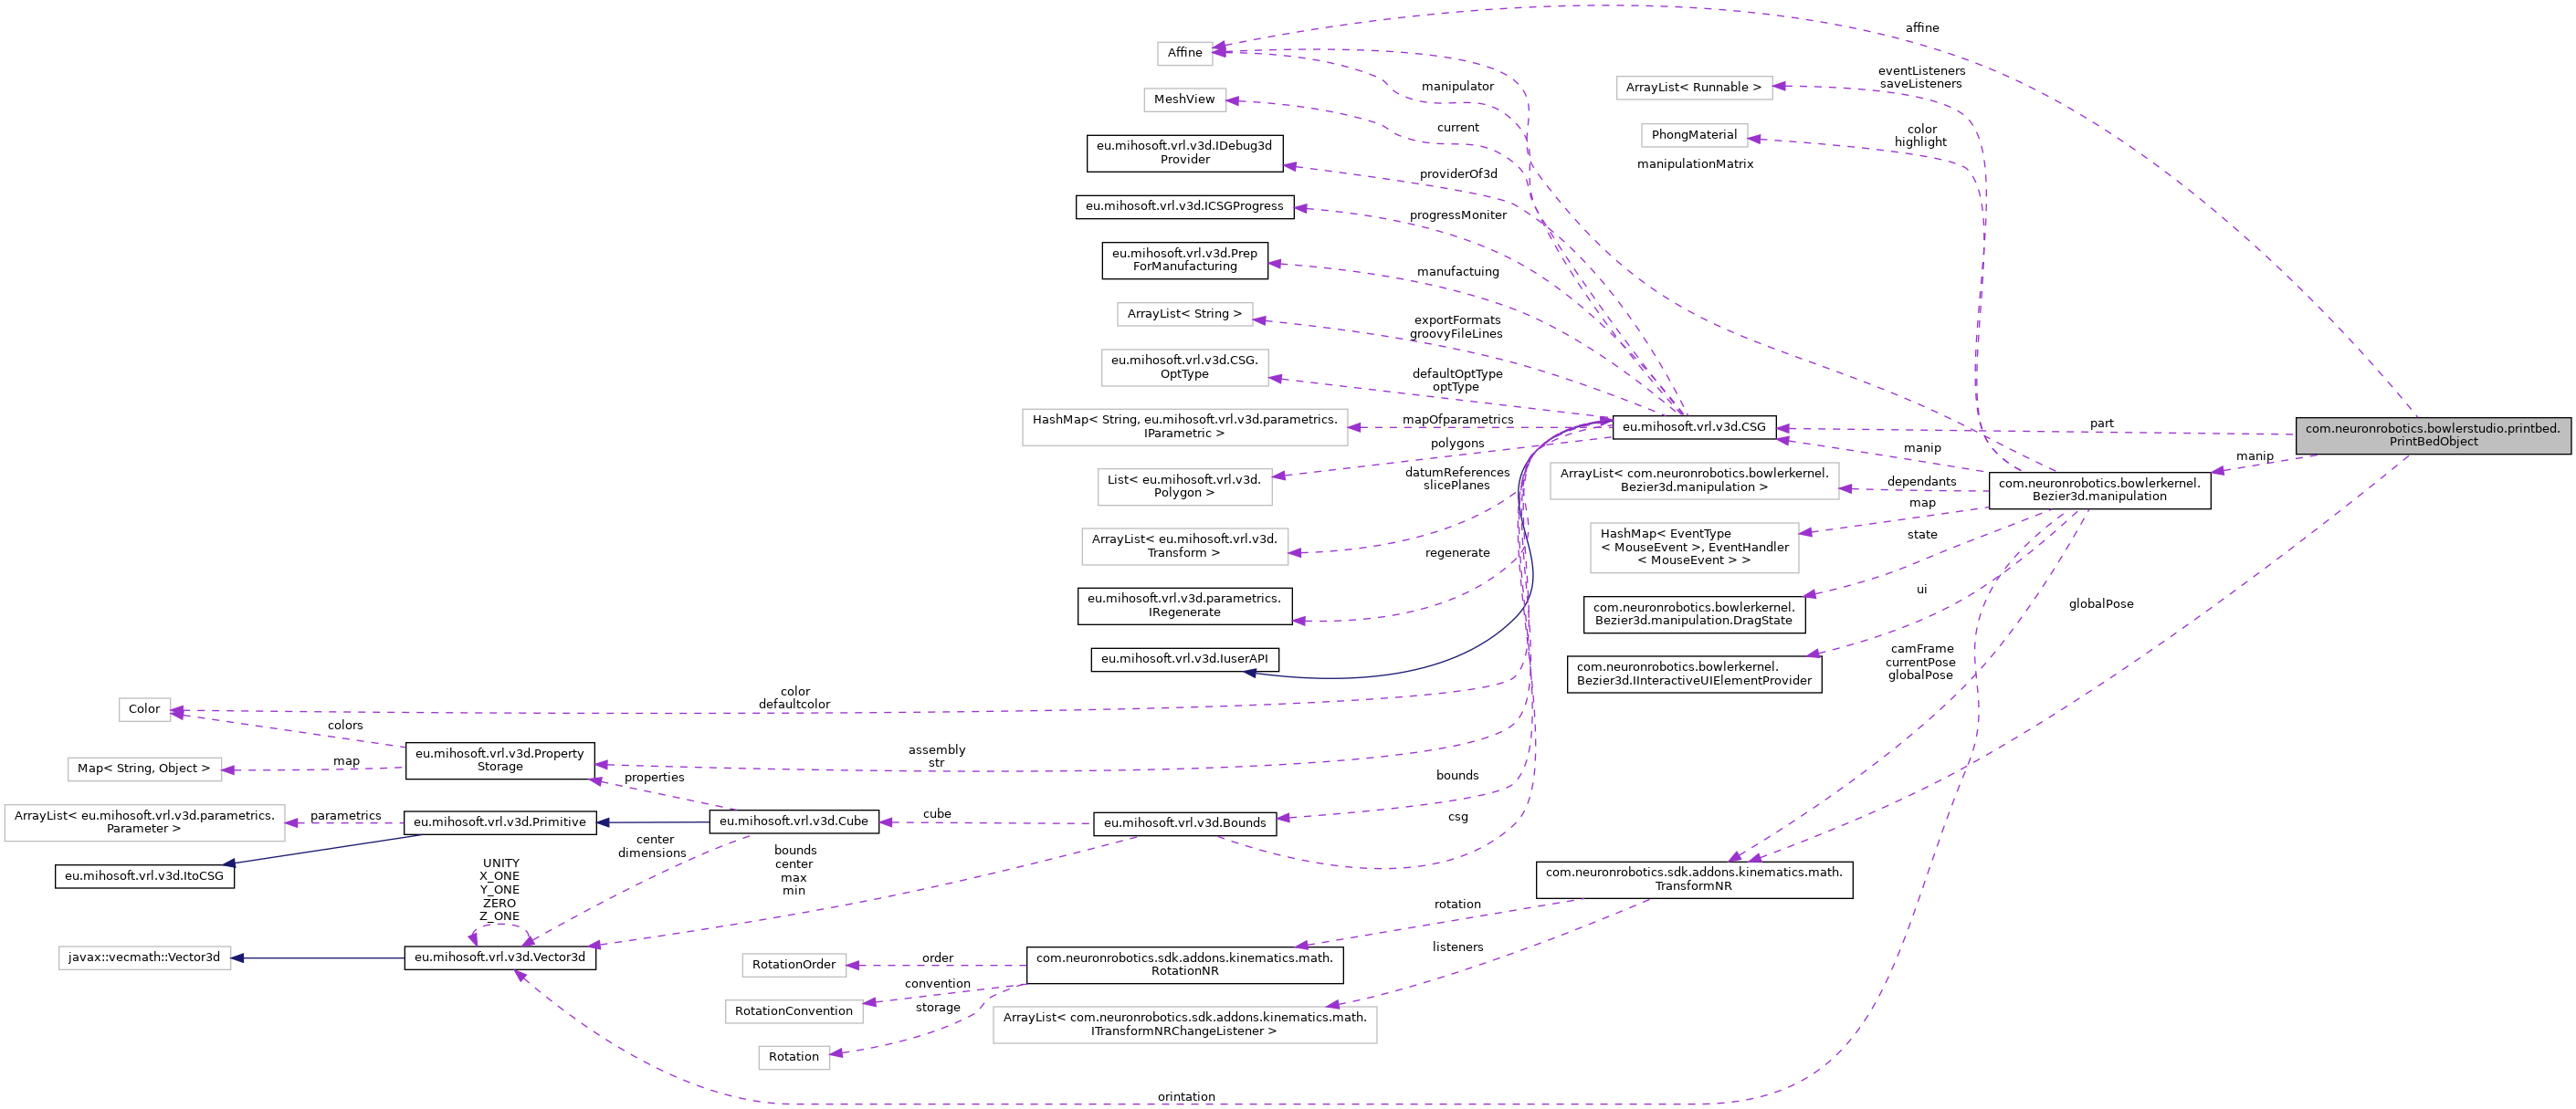 affine
Affine
eventListeners
saveListeners
manipulator
ArrayList< Runnable >
MeshView
current
color
highlight
PhongMaterial
eu.mihosoft.vrl.v3d.IDebug3d
Provider
manipulationMatrix
providerOf3d
eu.mihosoft.vrl.v3d.ICSGProgress
progressMoniter
eu.mihosoft.vrl.v3d.Prep
ForManufacturing
manufactuing
ArrayList< String >
exportFormats
groovyFileLines
eu.mihosoft.vrl.v3d.CSG.
OptType
defaultOptType
optType
HashMap< String, eu.mihosoft.vrl.v3d.parametrics.
IParametric >
mapOfparametrics
eu.mihosoft.vrl.v3d.CSG
part
com.neuronrobotics.bowlerstudio.printbed.
PrintBedObject
polygons
manip
manip
List< eu.mihosoft.vrl.v3d.
Polygon >
datumReferences
slicePlanes
ArrayList< com.neuronrobotics.bowlerkernel.
Bezier3d.manipulation >
dependants
com.neuronrobotics.bowlerkernel.
Bezier3d.manipulation
map
ArrayList< eu.mihosoft.vrl.v3d.
Transform >
HashMap< EventType
< MouseEvent >, EventHandler
< MouseEvent > >
state
regenerate
eu.mihosoft.vrl.v3d.parametrics.
IRegenerate
com.neuronrobotics.bowlerkernel.
Bezier3d.manipulation.DragState
ui
globalPose
eu.mihosoft.vrl.v3d.IuserAPI
com.neuronrobotics.bowlerkernel.
Bezier3d.IInteractiveUIElementProvider
camFrame
currentPose
globalPose
color
defaultcolor
Color
colors
eu.mihosoft.vrl.v3d.Property
Storage
assembly
str
Map< String, Object >
map
properties
bounds
ArrayList< eu.mihosoft.vrl.v3d.parametrics.
Parameter >
parametrics
eu.mihosoft.vrl.v3d.Primitive
eu.mihosoft.vrl.v3d.Cube
cube
eu.mihosoft.vrl.v3d.Bounds
csg
center
dimensions
bounds
center
max
min
eu.mihosoft.vrl.v3d.ItoCSG
UNITY
X_ONE
Y_ONE
ZERO
Z_ONE
com.neuronrobotics.sdk.addons.kinematics.math.
TransformNR
rotation
listeners
javax::vecmath::Vector3d
eu.mihosoft.vrl.v3d.Vector3d
RotationOrder
order
com.neuronrobotics.sdk.addons.kinematics.math.
RotationNR
convention
RotationConvention
storage
ArrayList< com.neuronrobotics.sdk.addons.kinematics.math.
ITransformNRChangeListener >
Rotation
orintation